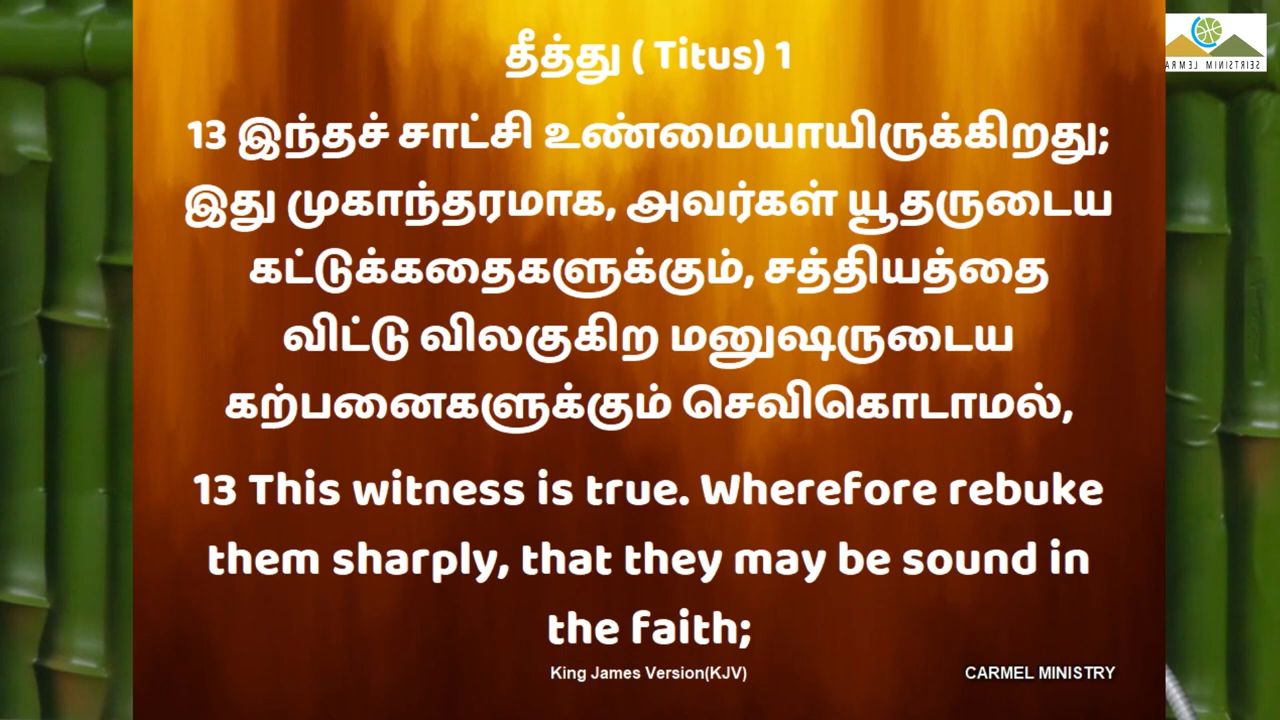 தீத்து ( Titus) 1
13 இந்தச் சாட்சி உண்மையாயிருக்கிறது;
இது முகாந்தரமாக, அவர்கள் யூதருடைய
கட்டுக்கதைகளுக்கும், சத்தியத்தை
விட்டு விலகுகிற மனுஷருடைய
கற்பனைகளுக்கும் செவிகொடாமல்,
13 This witness is true. Wherefore rebuke
them sharply, that they may be sound in
the faith;
King James Version(KJV)
CARMEL MINISTRY